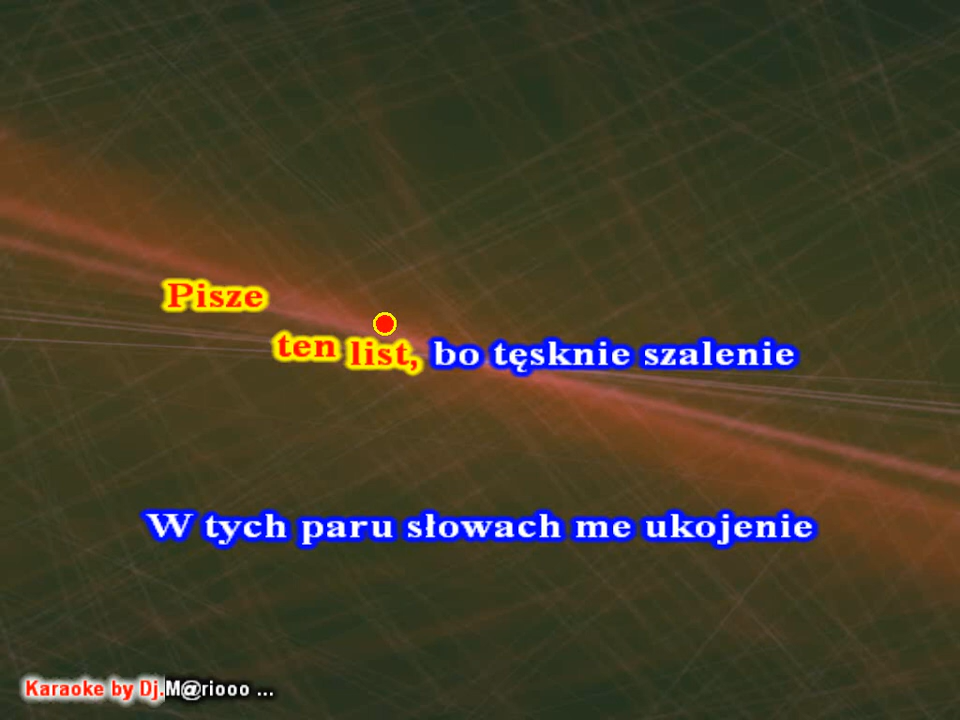 Pisze ten list, bo tęsknie szalenie
W tych paru słowach me ukojenie
Karaoke by Dj.M@riooo ...